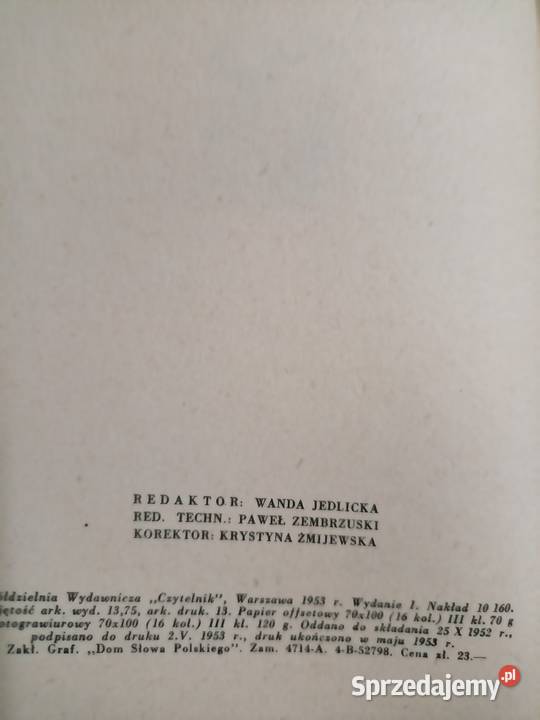 REDAKTOR: WANDA JEDLICKA
RED. TECHN.: PAWEŁ ZEMBRZUSKI
KOREKTOR: KRYSTYNA ŻMIJEWSKA
ółdzielnia Wydawnicza „Czytelnik”, Warszawa 1953 r. Wydanie I. Nakład 10 160.
jętość ark. wyd. 13,75, ark. druk. 13. Papier offsetowy 70x100 (16 kol.) III kl. 70 g
otograwiurowy 70x100 (16 kol.) III kl. 120 g. Oddano do składania 25 X 1952 r.,
podpisano do druku 2.V. 1953 r., druk ukończono w maju 1953 r.
Zakł. Graf. „Dom Słowa Polskiego”. Zam. 4714-A. 4-B-52798. Cena zł 23.—
Sprzedajemy.pl